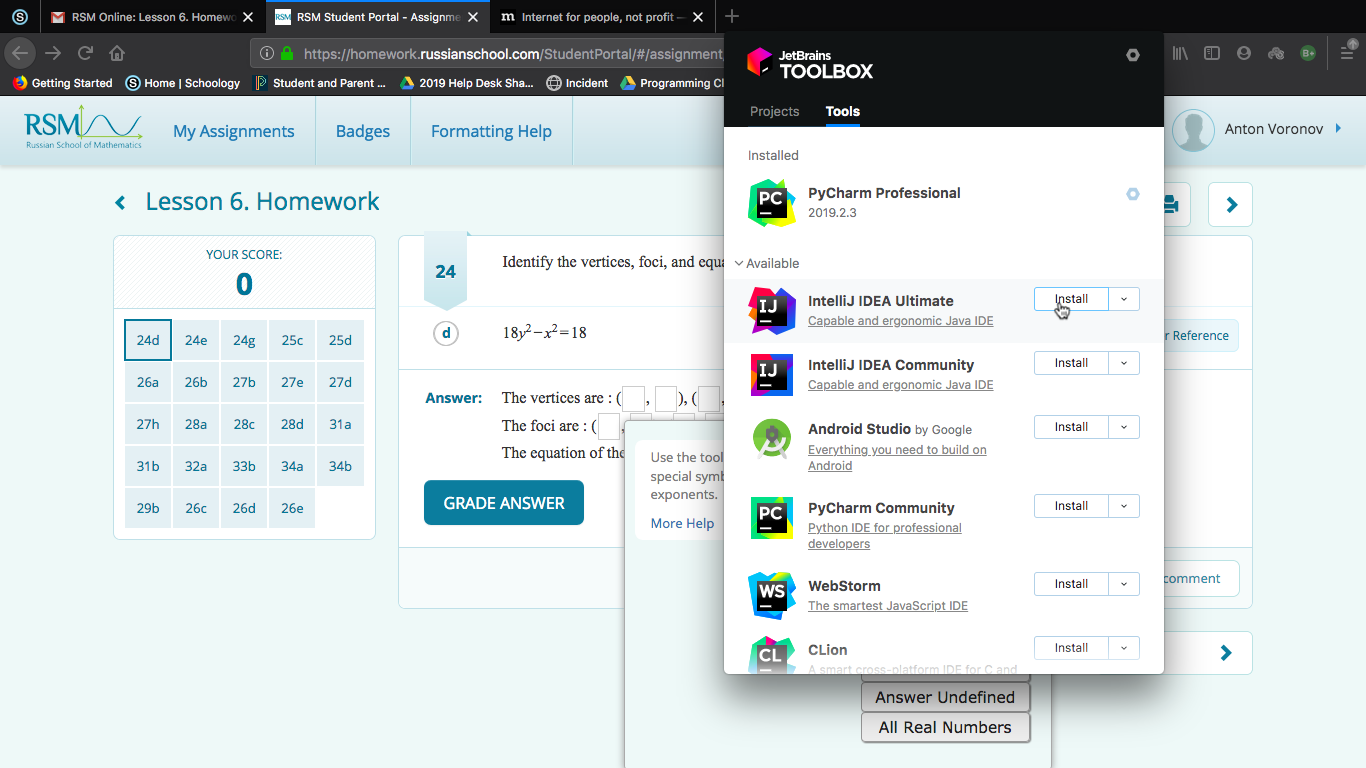 RSM Online: Lesson 6. Homewo
RSM Student Portal - Assignme
Internet for people, not profit —
https://homework.russianschool.com/StudentPortal/#/assignment
Getting Started
Home | Schoology
Student and Parent ...
2019 Help Desk Sha...
Incident
Programming Cl
RSM
Russian School of Mathematics
My Assignments
Badges
Formatting Help
Anton Voronov
Lesson 6. Homework
YOUR SCORE:
0
24d 24e 24g 25c 25d
26a 26b 27b 27e 27d
27h 28a 28c 28d 31a
31b 32a 33b 34a 34b
29b 26c 26d 26e
24
Identify the vertices, foci, and equa
d
18y²−x²=18
r Reference
Answer:
The vertices are : ( , ), ( ,
The foci are : ( ,
The equation of the
GRADE ANSWER
Use the tool
special symb
exponents.
More Help
comment
Answer Undefined
All Real Numbers
JetBrains
TOOLBOX
Projects
Tools
Installed
PC
PyCharm Professional
2019.2.3
Available
IJ
IntelliJ IDEA Ultimate
Capable and ergonomic Java IDE
Install
IJ
IntelliJ IDEA Community
Capable and ergonomic Java IDE
Install
Android Studio by Google
Everything you need to build on
Android
Install
PC
PyCharm Community
Python IDE for professional
developers
Install
WS
WebStorm
The smartest JavaScript IDE
Install
CL
CLion
A smart cross-platform IDE for C and
Install